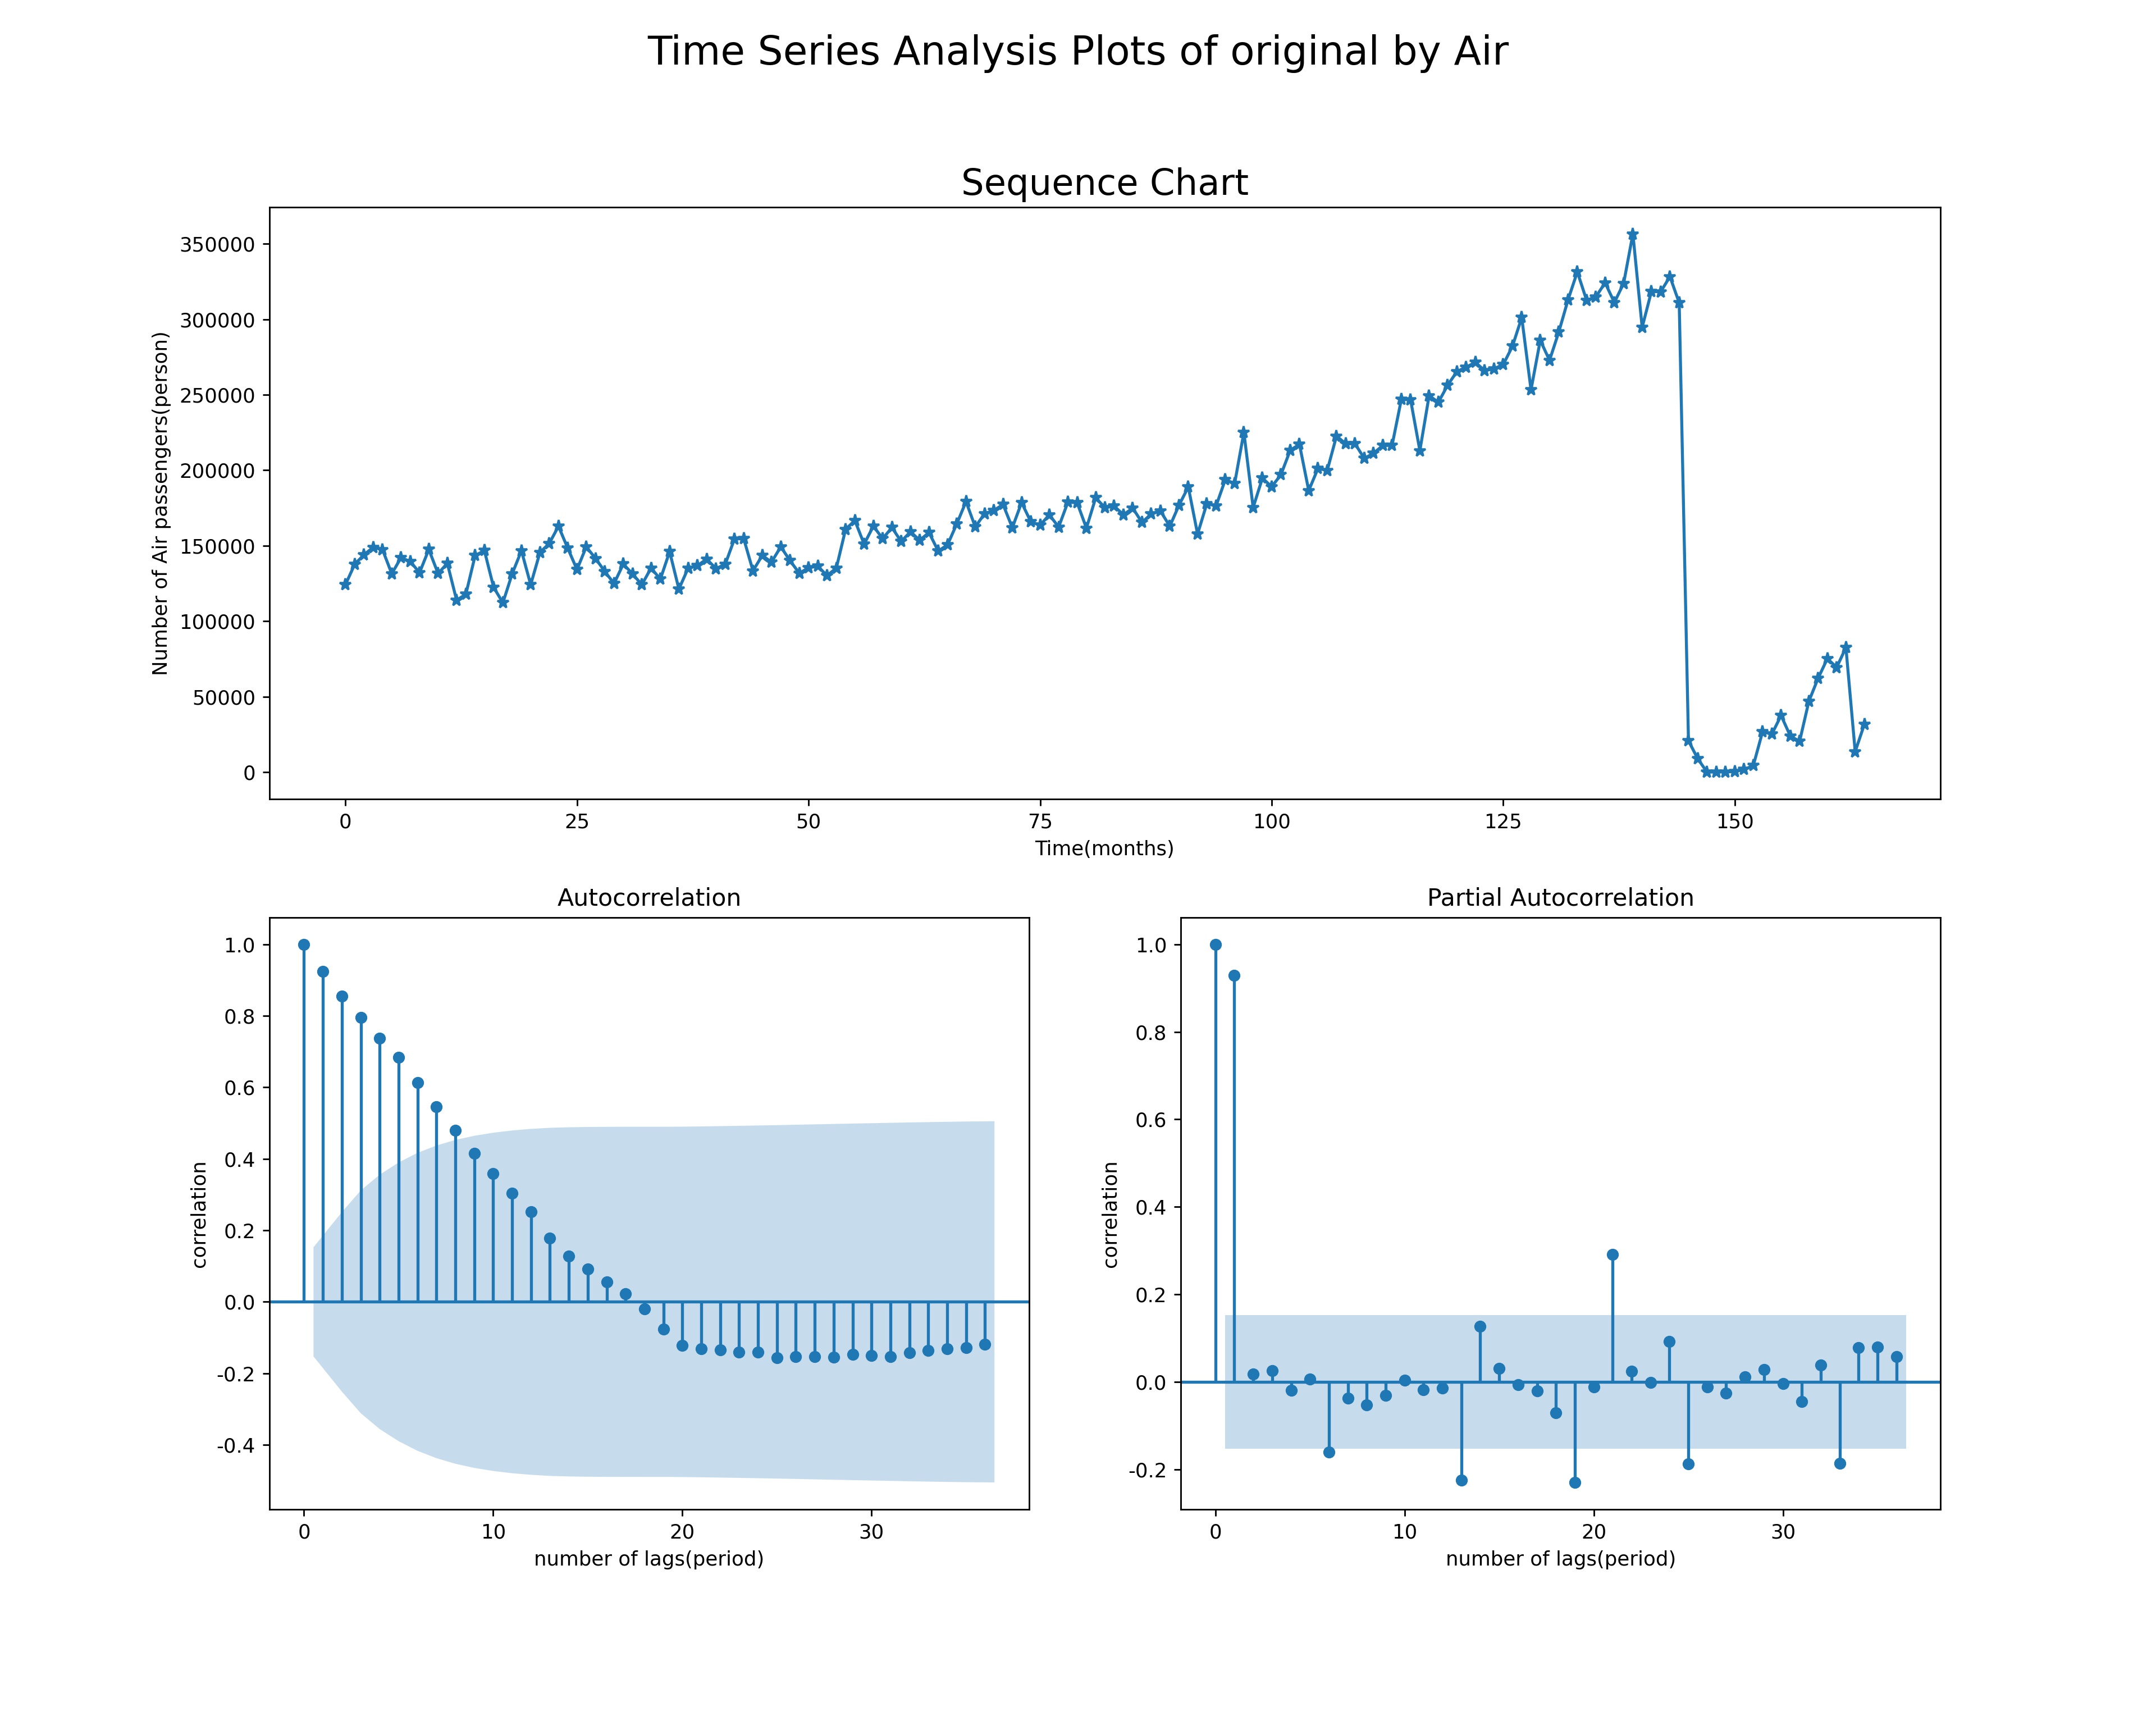 Time Series Analysis Plots of original by Air
Sequence Chart
350000
300000
250000
200000
150000
100000
50000
0
Number of Air passengers(person)
0 25 50 75 100 125 150
Time(months)
Autocorrelation
1.0
0.8
0.6
0.4
0.2
0.0
-0.2
-0.4
correlation
0 10 20 30
number of lags(period)
Partial Autocorrelation
1.0
0.8
0.6
0.4
0.2
0.0
-0.2
correlation
0 10 20 30
number of lags(period)